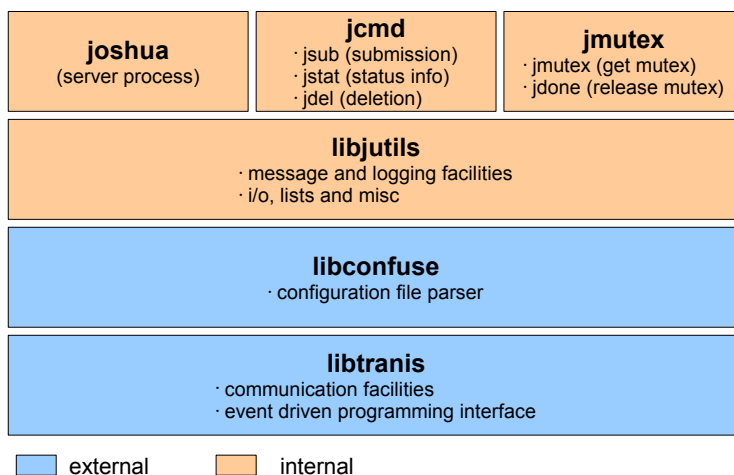 joshua
(server process)
jcmd
· jsub (submission)
· jstat (status info)
· jdel (deletion)
jmutex
· jmutex (get mutex)
· jdone (release mutex)
libjutils
· message and logging facilities
· i/o, lists and misc
libconfuse
· configuration file parser
libtranis
· communication facilities
· event driven programming interface
external
internal